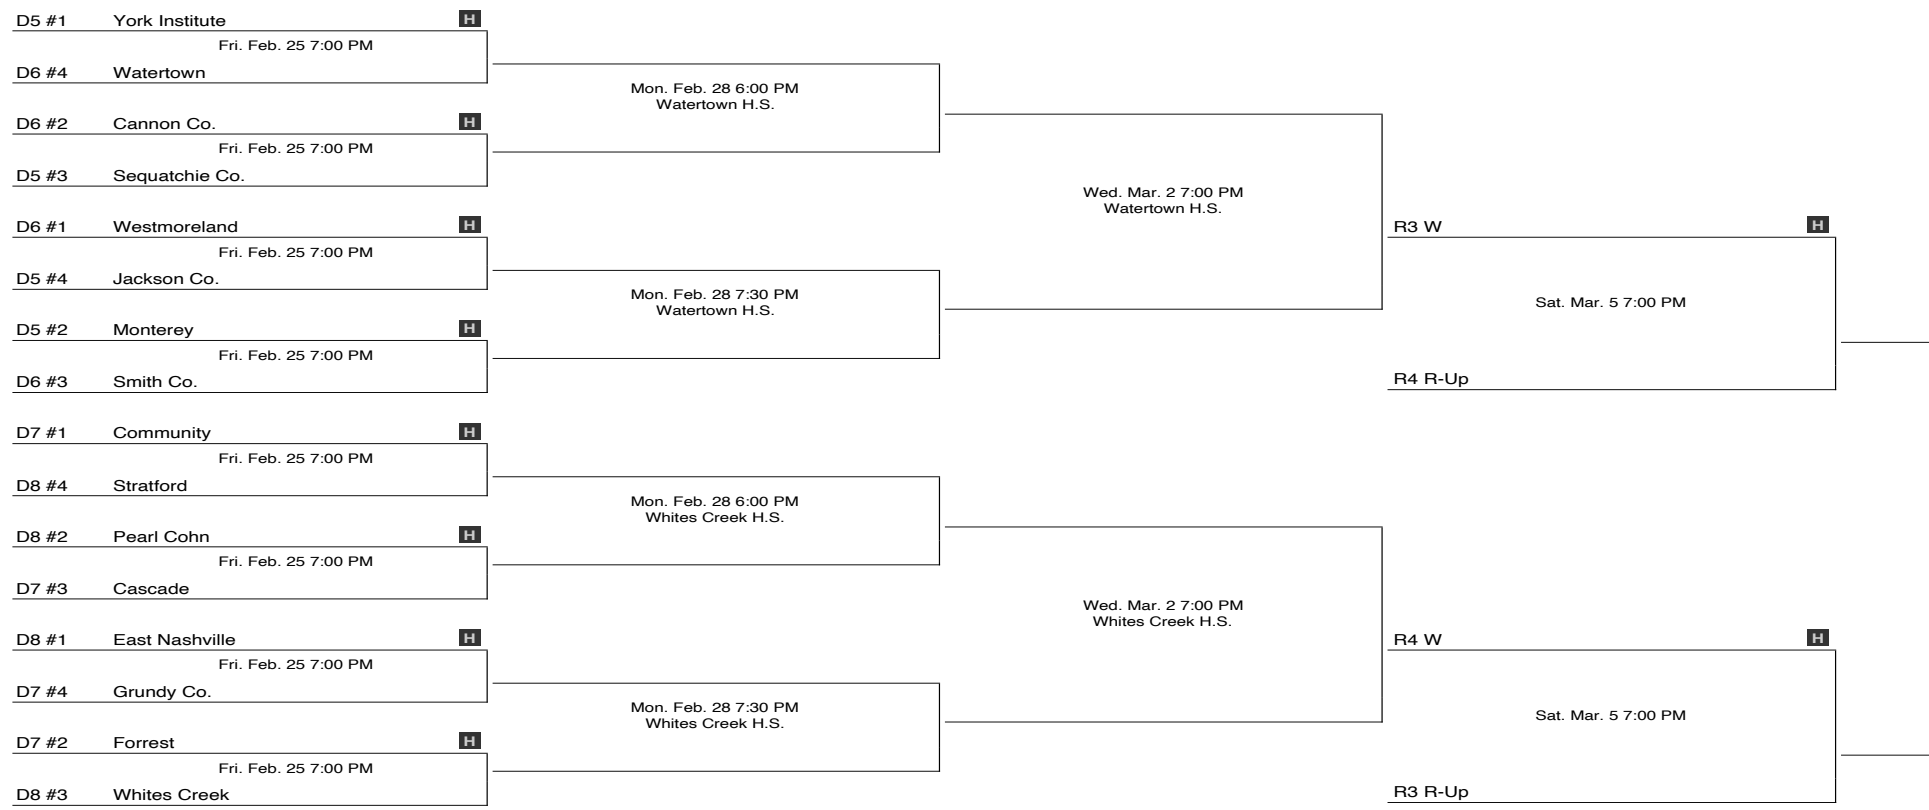 D5 #1 York Institute H
Fri. Feb. 25 7:00 PM
D6 #4 Watertown
D6 #2 Cannon Co. H
Fri. Feb. 25 7:00 PM
D5 #3 Sequatchie Co.
D6 #1 Westmoreland H
Fri. Feb. 25 7:00 PM
D5 #4 Jackson Co.
D5 #2 Monterey H
Fri. Feb. 25 7:00 PM
D6 #3 Smith Co.
D7 #1 Community H
Fri. Feb. 25 7:00 PM
D8 #4 Stratford
D8 #2 Pearl Cohn H
Fri. Feb. 25 7:00 PM
D7 #3 Cascade
D8 #1 East Nashville H
Fri. Feb. 25 7:00 PM
D7 #4 Grundy Co.
D7 #2 Forrest H
Fri. Feb. 25 7:00 PM
D8 #3 Whites Creek
Mon. Feb. 28 6:00 PM
Watertown H.S.
Mon. Feb. 28 7:30 PM
Watertown H.S.
Mon. Feb. 28 6:00 PM
Whites Creek H.S.
Mon. Feb. 28 7:30 PM
Whites Creek H.S.
Wed. Mar. 2 7:00 PM
Watertown H.S.
Wed. Mar. 2 7:00 PM
Whites Creek H.S.
R3 W H
Sat. Mar. 5 7:00 PM
R4 R-Up
R4 W H
Sat. Mar. 5 7:00 PM
R3 R-Up